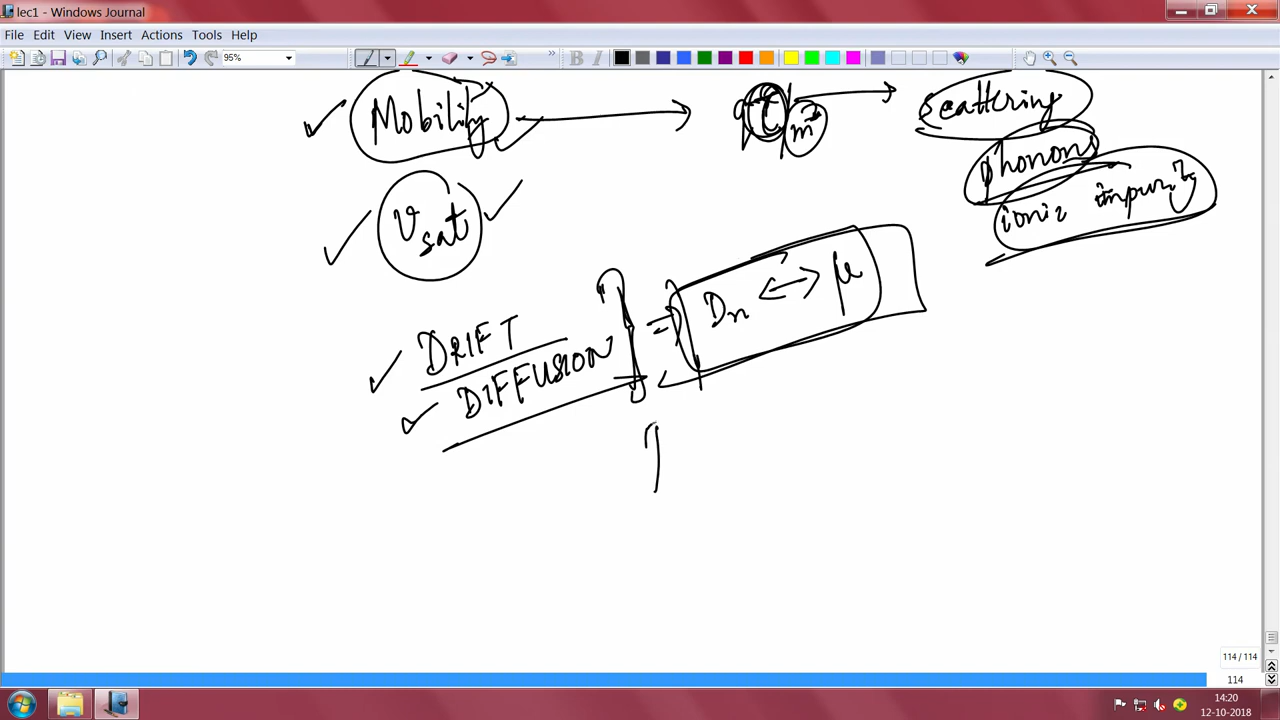 lec1 - Windows Journal
File Edit View Insert Actions Tools Help
95%
Mobility → qτ/m* → scattering
phonons
ioniz impurity
Vsat
DRIFT
DIFFUSION
= Dn ↔ μ
114 / 114
114
14:20
12-10-2018